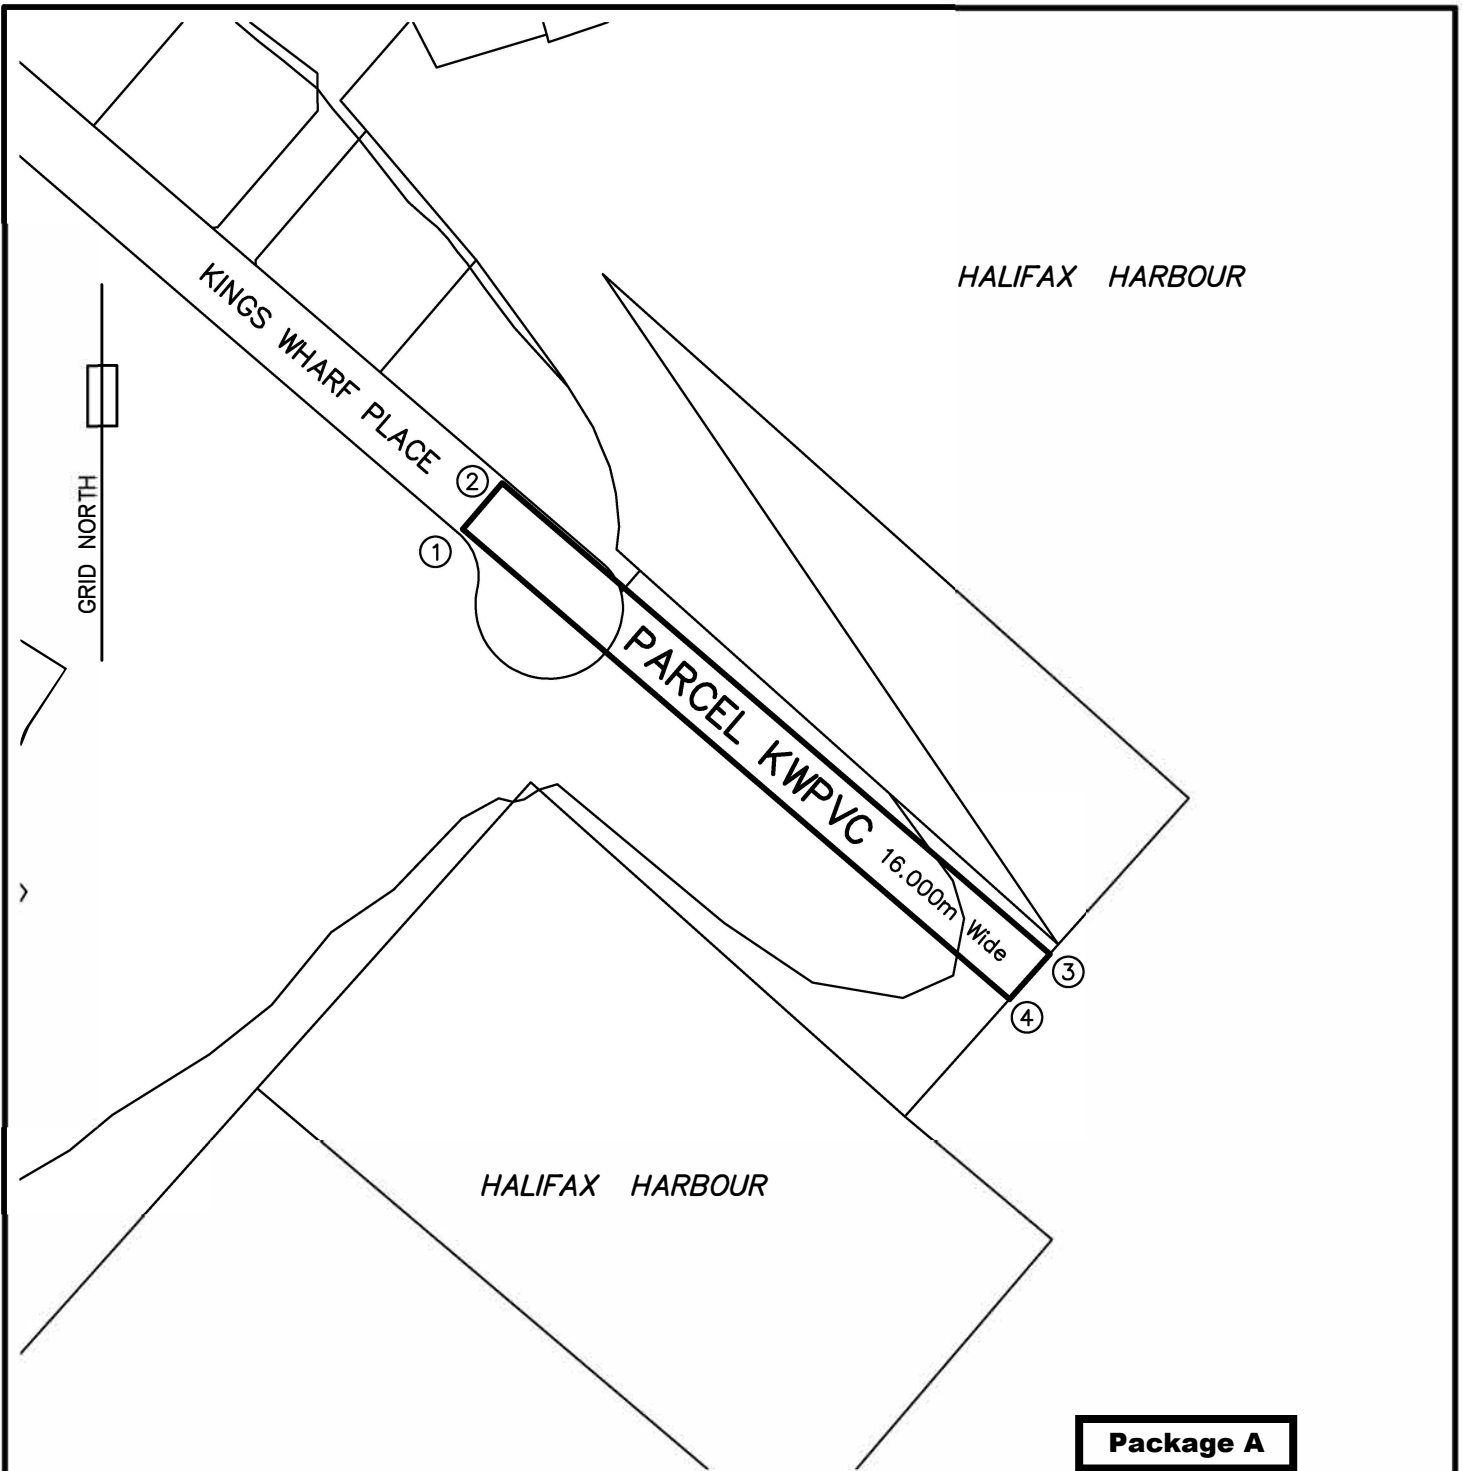 HALIFAX HARBOUR
KINGS WHARF PLACE
GRID NORTH
2
1
PARCEL KWPVC 16.000m Wide
3
4
HALIFAX HARBOUR
Package A